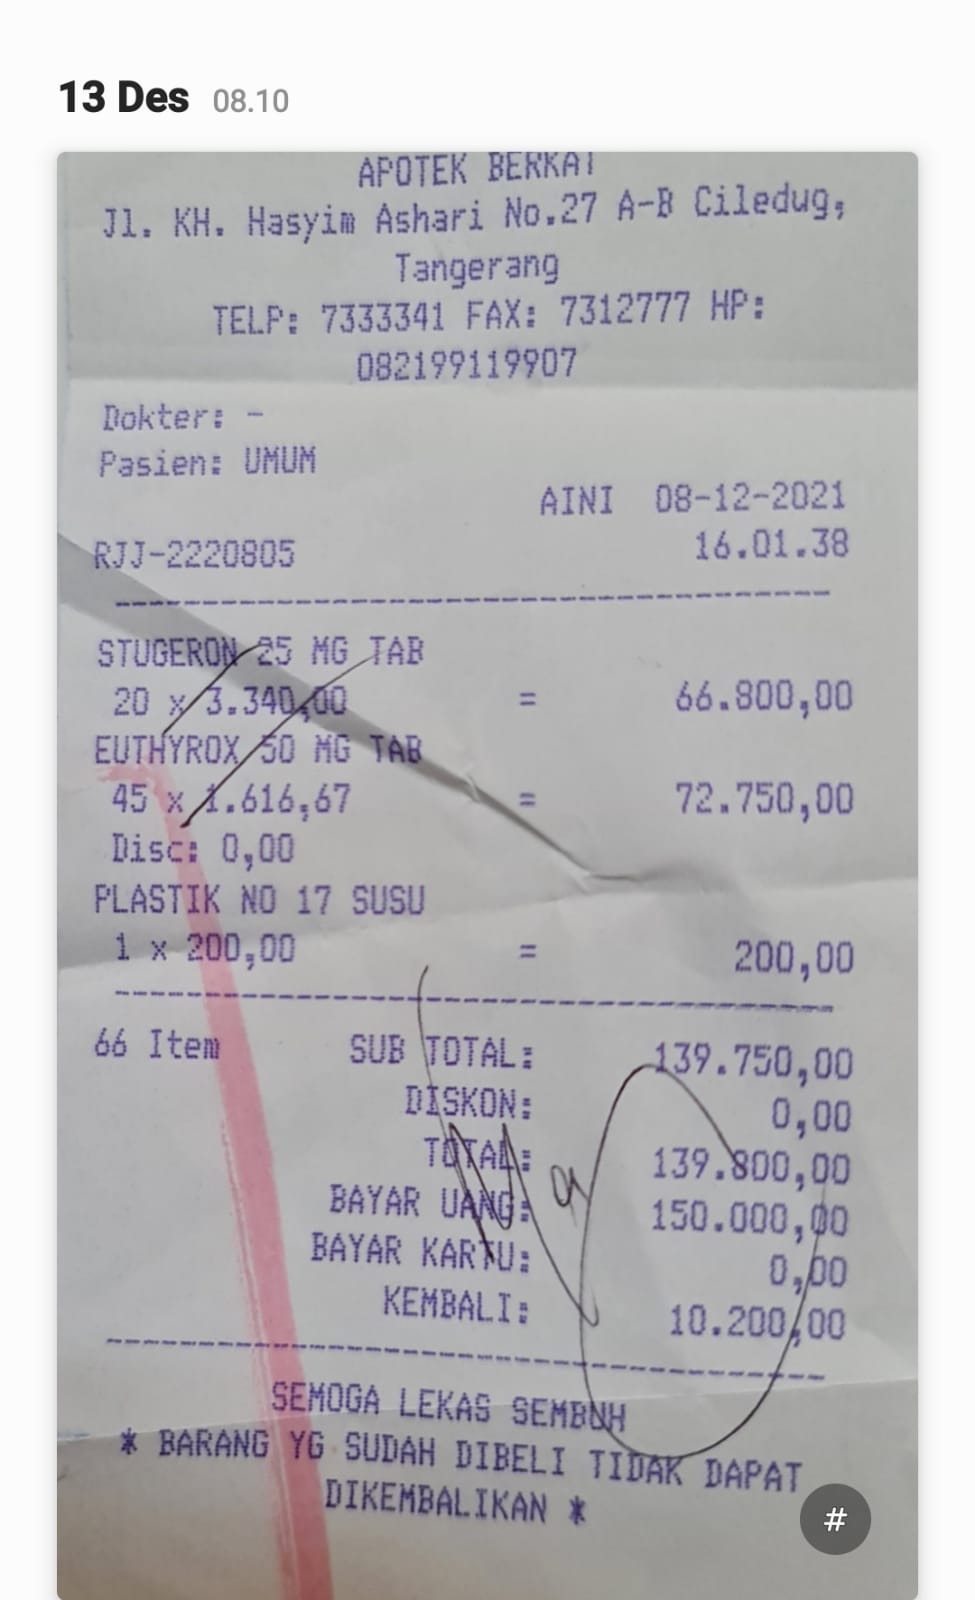 13 Des 08.10
APOTEK BERKAT
Jl. KH. Hasyim Ashari No.27 A-B Ciledug,
Tangerang
TELP: 7333341 FAX: 7312777 HP:
082199119907
Dokter: -
Pasien: UMUM
AINI 08-12-2021
RJJ-2220805 16.01.38
STUGERON 25 MG TAB
20 x 3.340,00 = 66.800,00
EUTHYROX 50 MG TAB
45 x 1.616,67 = 72.750,00
Disc: 0,00
PLASTIK NO 17 SUSU
1 x 200,00 = 200,00
66 Item SUB TOTAL: 139.750,00
DISKON: 0,00
TOTAL: 139.800,00
BAYAR UANG: 150.000,00
BAYAR KARTU: 0,00
KEMBALI: 10.200,00
SEMOGA LEKAS SEMBUH
* BARANG YG SUDAH DIBELI TIDAK DAPAT
DIKEMBALIKAN *
#